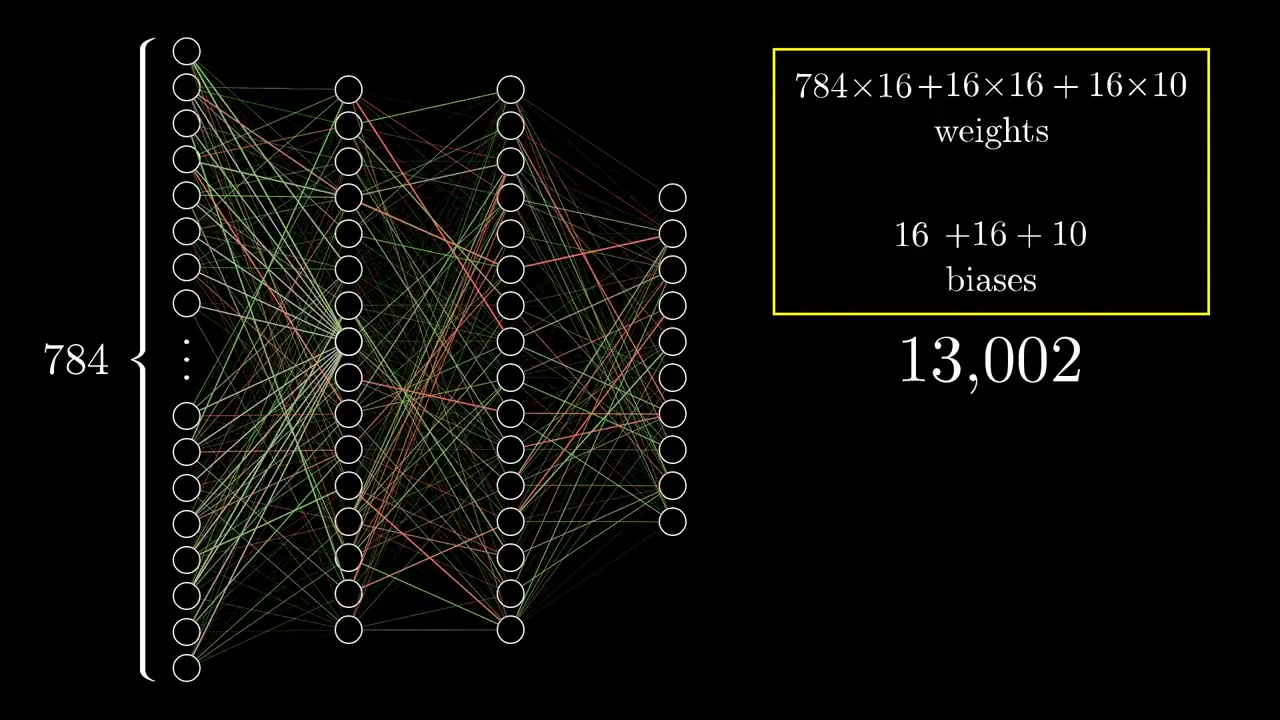 784×16+16×16 + 16×10
weights
16 +16 + 10
biases
784
13,002